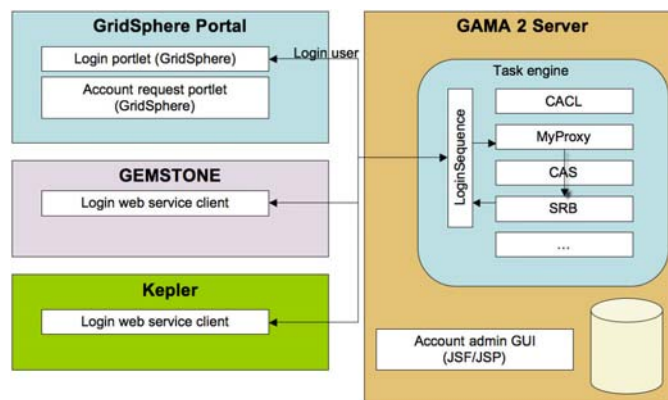 GridSphere Portal
Login portlet (GridSphere)
Account request portlet
(GridSphere)
Login user
GEMSTONE
Login web service client
Kepler
Login web service client
GAMA 2 Server
Task engine
LoginSequence
CACL
MyProxy
CAS
SRB
...
Account admin GUI
(JSF/JSP)